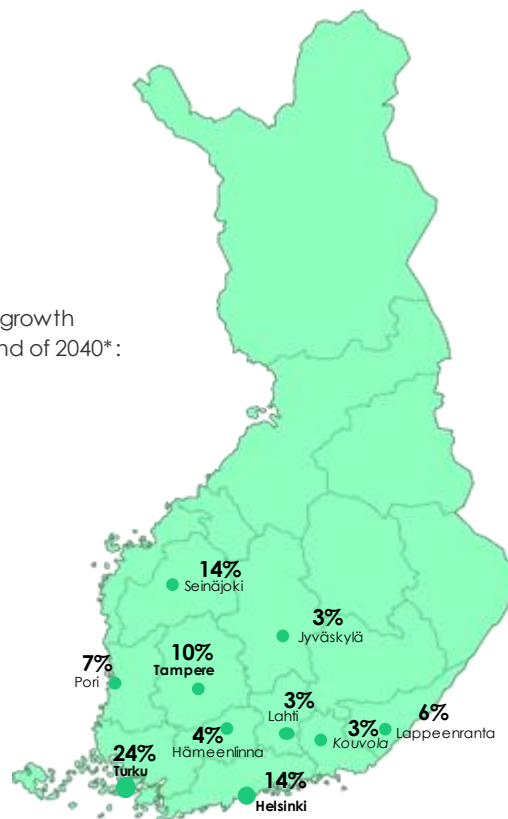 growth
nd of 2040*:
14%
Seinäjoki
3%
Jyväskylä
10%
Tampere
7%
Pori
3%
Lahti
4%
Hämeenlinna
3%
Kouvola
6%
Lappeenranta
24%
Turku
14%
Helsinki